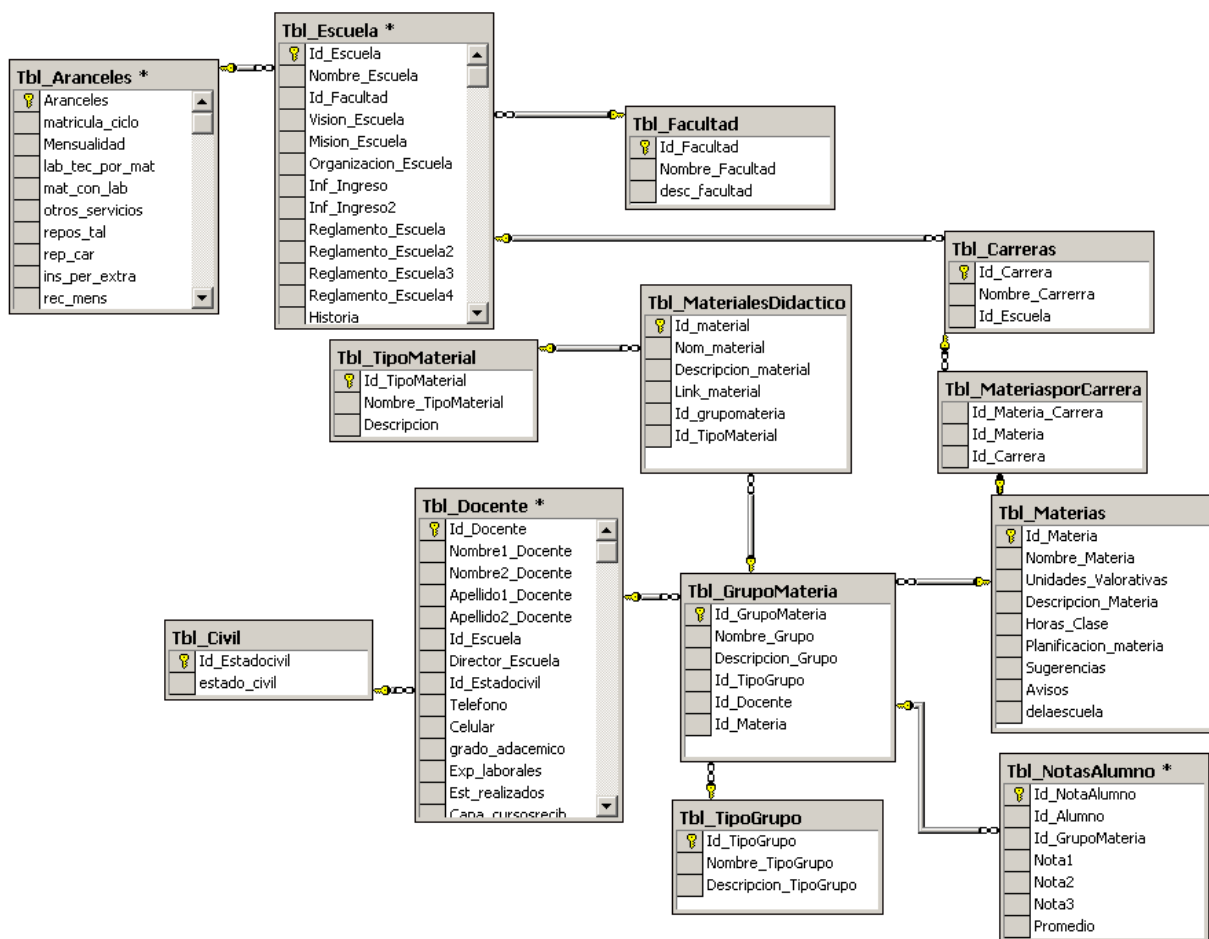 Tbl_Escuela *
Id_Escuela
Nombre_Escuela
Id_Facultad
Vision_Escuela
Mision_Escuela
Organizacion_Escuela
Inf_Ingreso
Inf_Ingreso2
Reglamento_Escuela
Reglamento_Escuela2
Reglamento_Escuela3
Reglamento_Escuela4
Historia
Tbl_Aranceles *
Aranceles
matricula_ciclo
Mensualidad
lab_tec_por_mat
mat_con_lab
otros_servicios
repos_tal
rep_car
ins_per_extra
rec_mens
Tbl_Facultad
Id_Facultad
Nombre_Facultad
desc_facultad
Tbl_Carreras
Id_Carrera
Nombre_Carrerra
Id_Escuela
Tbl_MaterialesDidactico
Id_material
Nom_material
Descripcion_material
Link_material
Id_grupomateria
Id_TipoMaterial
Tbl_TipoMaterial
Id_TipoMaterial
Nombre_TipoMaterial
Descripcion
Tbl_MateriasporCarrera
Id_Materia_Carrera
Id_Materia
Id_Carrera
Tbl_Docente *
Id_Docente
Nombre1_Docente
Nombre2_Docente
Apellido1_Docente
Apellido2_Docente
Id_Escuela
Director_Escuela
Id_Estadocivil
Telefono
Celular
grado_adacemico
Exp_laborales
Est_realizados
Capa_cursosrecib
Tbl_Materias
Id_Materia
Nombre_Materia
Unidades_Valorativas
Descripcion_Materia
Horas_Clase
Planificacion_materia
Sugerencias
Avisos
delaescuela
Tbl_GrupoMateria
Id_GrupoMateria
Nombre_Grupo
Descripcion_Grupo
Id_TipoGrupo
Id_Docente
Id_Materia
Tbl_Civil
Id_Estadocivil
estado_civil
Tbl_NotasAlumno *
Id_NotaAlumno
Id_Alumno
Id_GrupoMateria
Nota1
Nota2
Nota3
Promedio
Tbl_TipoGrupo
Id_TipoGrupo
Nombre_TipoGrupo
Descripcion_TipoGrupo